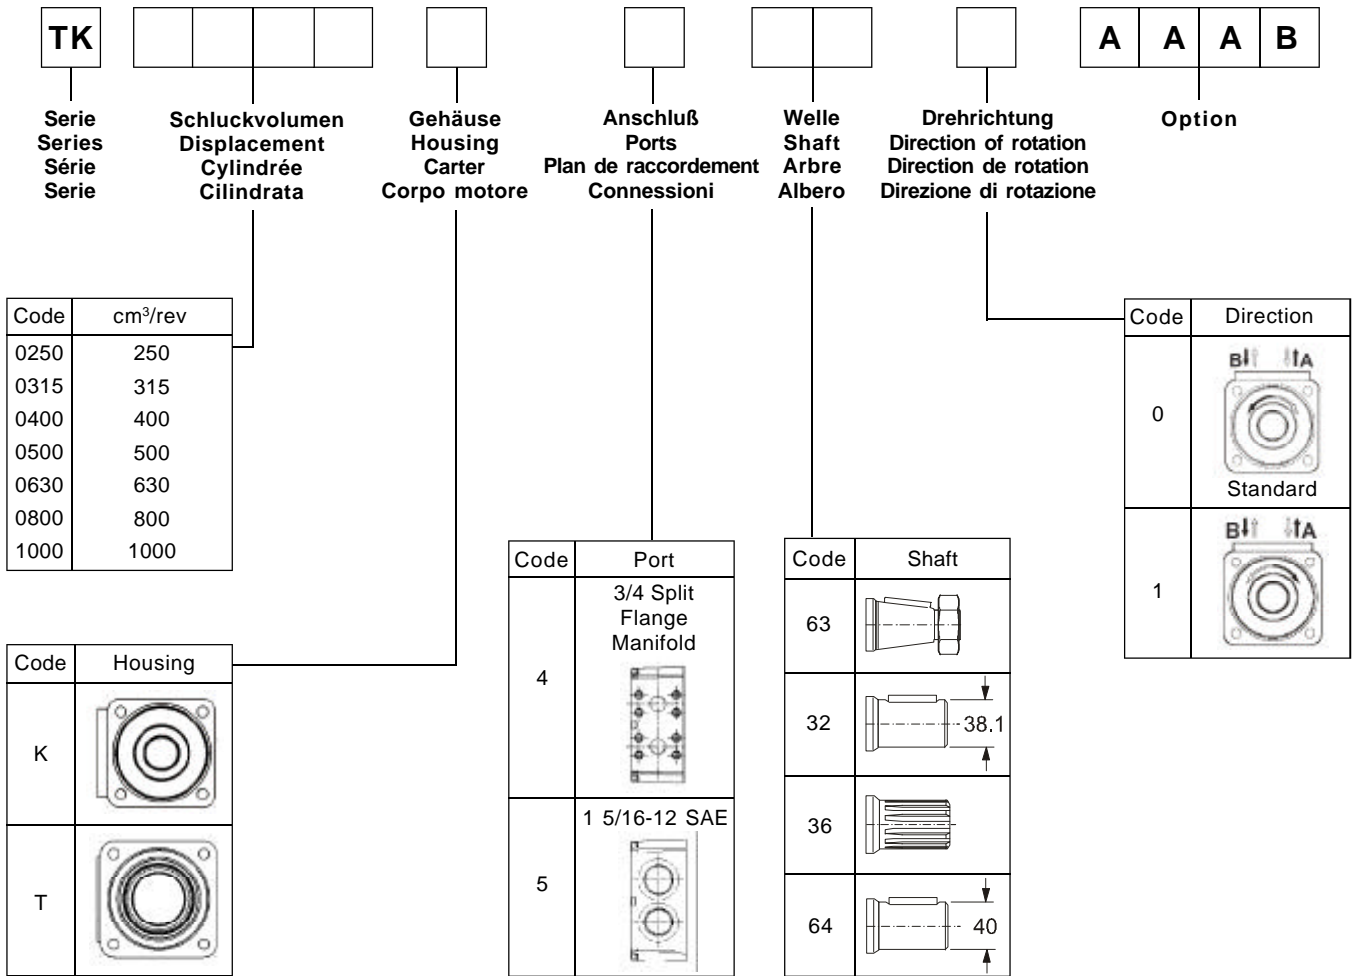 TK A A A B
Serie
Series
Série
Serie
Schluckvolumen
Displacement
Cylindrée
Cilindrata
Gehäuse
Housing
Carter
Corpo motore
Anschluß
Ports
Plan de raccordement
Connessioni
Welle
Shaft
Arbre
Albero
Drehrichtung
Direction of rotation
Direction de rotation
Direzione di rotazione
Option
Code cm³/rev
0250 250
0315 315
0400 400
0500 500
0630 630
0800 800
1000 1000
Code Housing
K
T
Code Port
4
3/4 Split
Flange
Manifold
5
1 5/16-12 SAE
Code Shaft
63
32
38.1
36
64
40
Code Direction
0
B A
Standard
1
B A